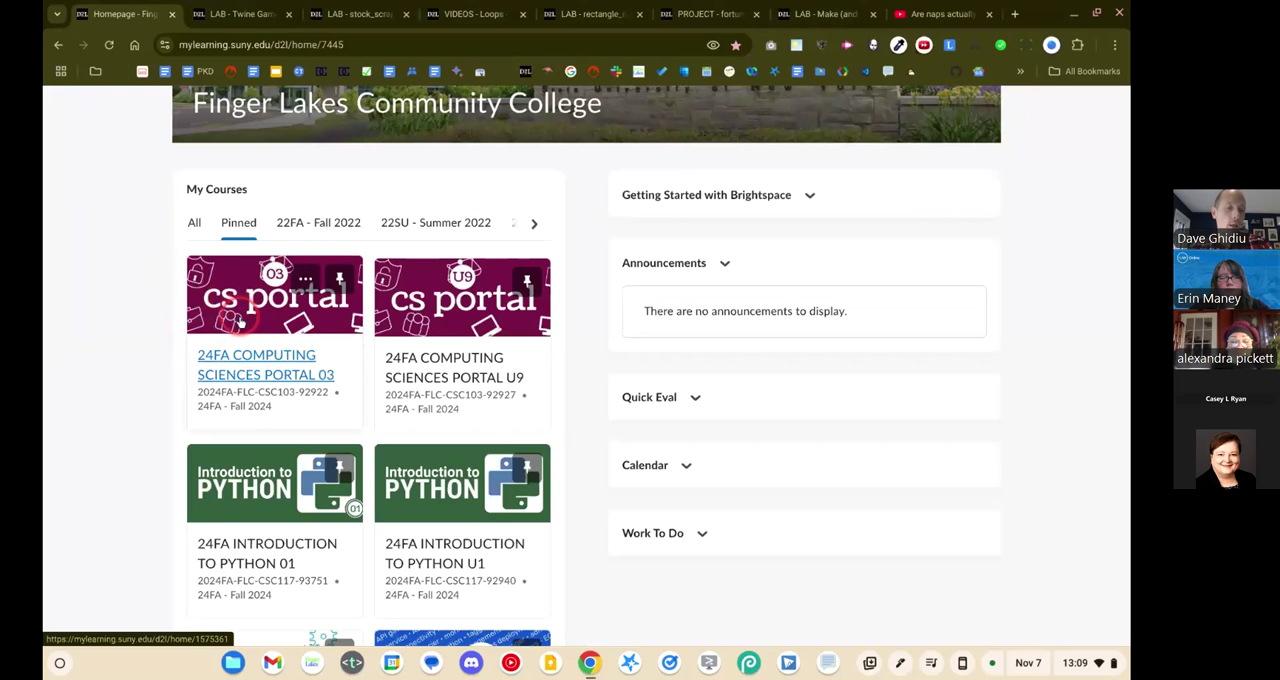 Homepage - Fing
LAB - Twine Gam
LAB - stock_scra
VIDEOS - Loops
LAB - rectangle_
PROJECT - fortun
LAB - Make (and
Are naps actually
mylearning.suny.edu/d2l/home/7445
PKD
D2L
All Bookmarks
Finger Lakes Community College
My Courses
All
Pinned
22FA - Fall 2022
22SU - Summer 2022
Getting Started with Brightspace
Announcements
There are no announcements to display.
03
cs portal
U9
cs portal
24FA COMPUTING
SCIENCES PORTAL 03
2024FA-FLC-CSC103-92922 •
24FA - Fall 2024
24FA COMPUTING
SCIENCES PORTAL U9
2024FA-FLC-CSC103-92927 •
24FA - Fall 2024
Quick Eval
Calendar
Work To Do
Introduction to
PYTHON
01
Introduction to
PYTHON
24FA INTRODUCTION
TO PYTHON 01
2024FA-FLC-CSC117-93751 •
24FA - Fall 2024
24FA INTRODUCTION
TO PYTHON U1
2024FA-FLC-CSC117-92940 •
24FA - Fall 2024
https://mylearning.suny.edu/d2l/home/1575361
Nov 7
13:09
Dave Ghidiu
Erin Maney
alexandra pickett
Casey L Ryan